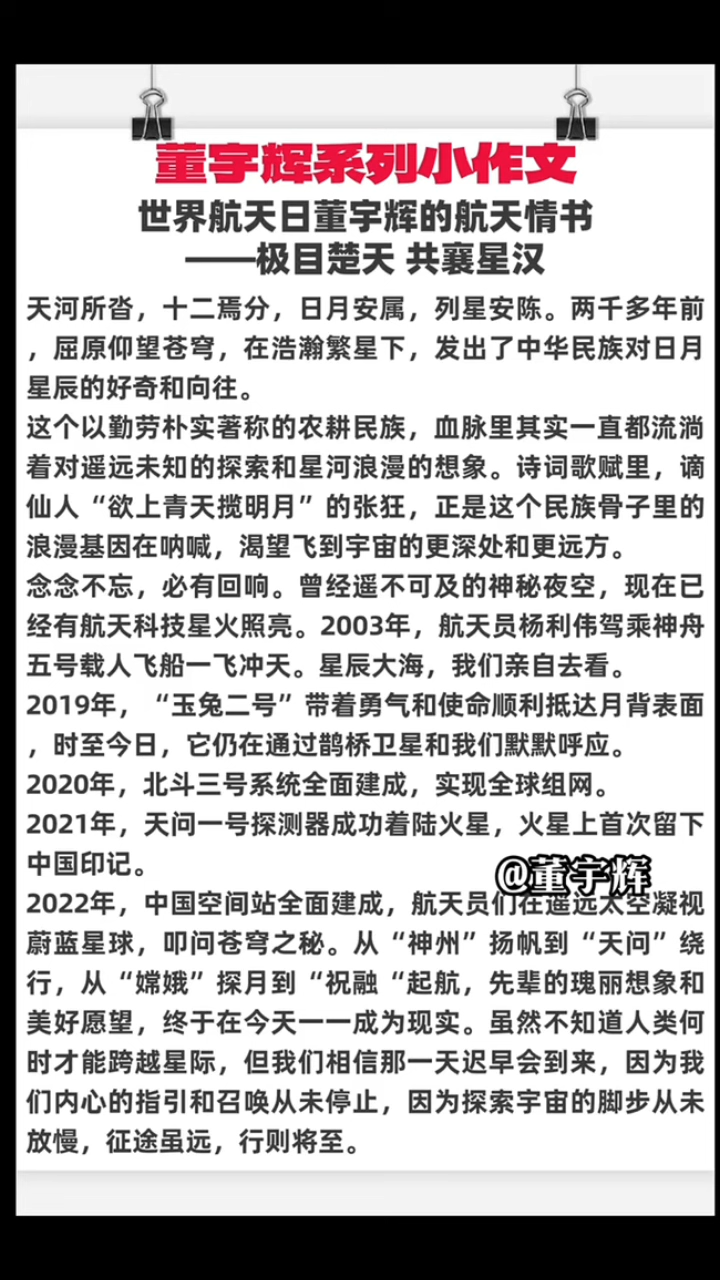 董宇辉系列小作文
世界航天日董宇辉的航天情书
——极目楚天 共襄星汉
天河所沓，十二焉分，日月安属，列星安陈。两千多年前
，屈原仰望苍穹，在浩瀚繁星下，发出了中华民族对日月
星辰的好奇和向往。
这个以勤劳朴实著称的农耕民族，血脉里其实一直都流淌
着对遥远未知的探索和星河浪漫的想象。诗词歌赋里，谪
仙人“欲上青天揽明月”的张狂，正是这个民族骨子里的
浪漫基因在呐喊，渴望飞到宇宙的更深处和更远方。
念念不忘，必有回响。曾经遥不可及的神秘夜空，现在已
经有航天科技星火照亮。2003年，航天员杨利伟驾乘神舟
五号载人飞船一飞冲天。星辰大海，我们亲自去看。
2019年，“玉兔二号”带着勇气和使命顺利抵达月背表面
，时至今日，它仍在通过鹊桥卫星和我们默默呼应。
2020年，北斗三号系统全面建成，实现全球组网。
2021年，天问一号探测器成功着陆火星，火星上首次留下
中国印记。
@董宇辉
2022年，中国空间站全面建成，航天员们在遥远太空凝视
蔚蓝星球，叩问苍穹之秘。从“神州”扬帆到“天问”绕
行，从“嫦娥”探月到“祝融“起航，先辈的瑰丽想象和
美好愿望，终于在今天一一成为现实。虽然不知道人类何
时才能跨越星际，但我们相信那一天迟早会到来，因为我
们内心的指引和召唤从未停止，因为探索宇宙的脚步从未
放慢，征途虽远，行则将至。